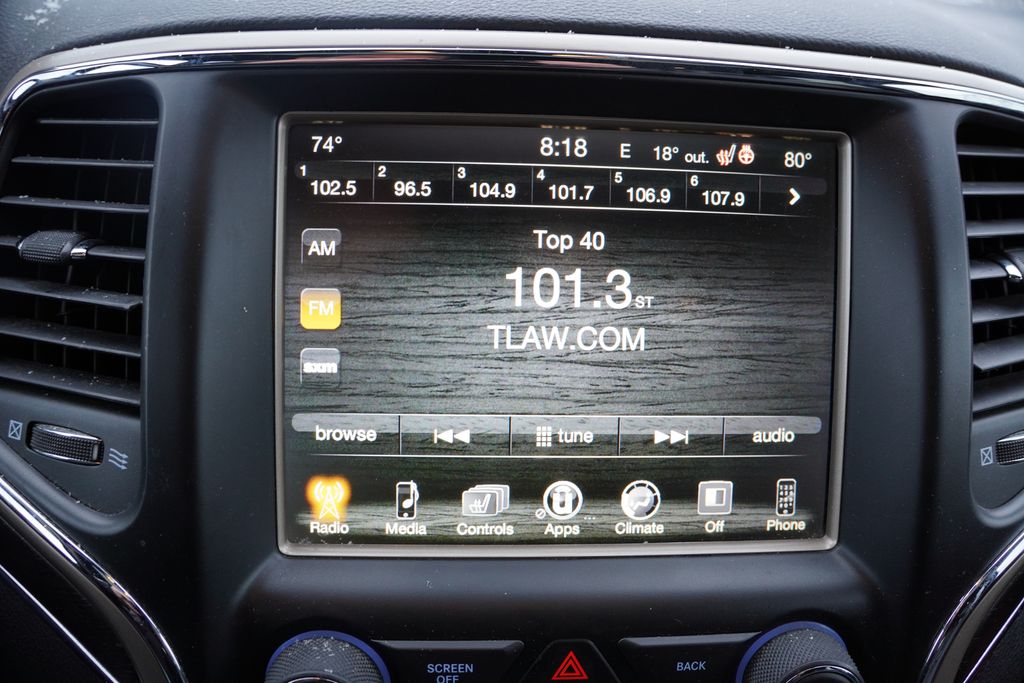 74° 8:18 E 18° out. 80°
1 102.5 2 96.5 3 104.9 4 101.7 5 106.9 6 107.9 >
Top 40
AM
101.3 ST
FM
TLAW.COM
sxm
browse tune audio
Radio Media Controls Apps Climate Off Phone
SCREEN BACK
OFF